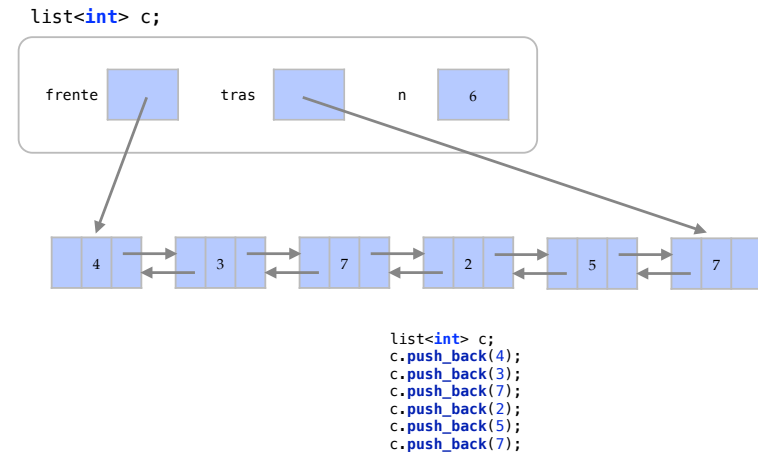 list<int> c;
frente tras n 6
4 3 7 2 5 7
list<int> c;
c.push_back(4);
c.push_back(3);
c.push_back(7);
c.push_back(2);
c.push_back(5);
c.push_back(7);